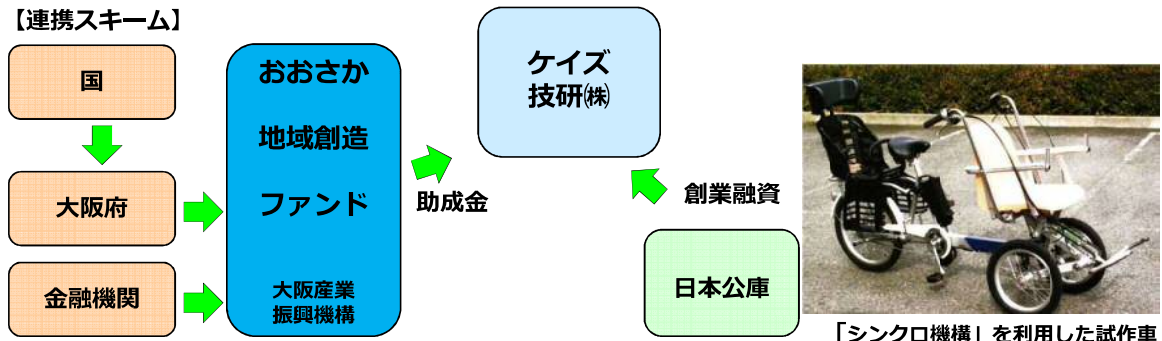 【連携スキーム】
国
大阪府
金融機関
おおさか
地域創造
ファンド
大阪産業
振興機構
助成金
ケイズ
技研㈱
創業融資
日本公庫
「シンクロ機構」を利用した試作車